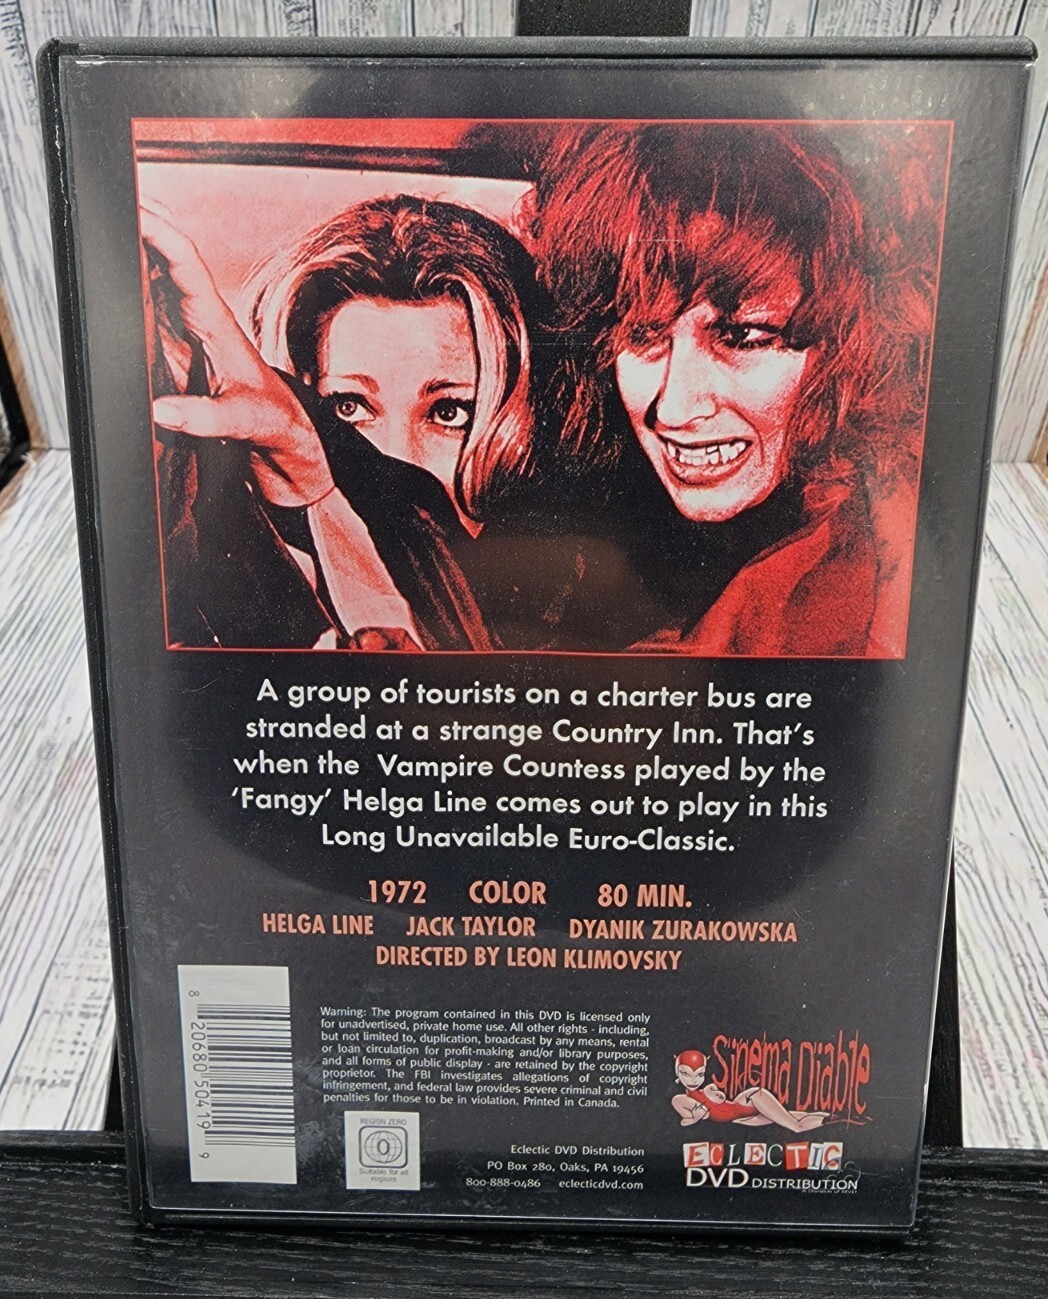 A group of tourists on a charter bus are
stranded at a strange Country Inn. That's
when the Vampire Countess played by the
'Fangy' Helga Line comes out to play in this
Long Unavailable Euro-Classic.
1972 COLOR 80 MIN.
HELGA LINE JACK TAYLOR DYANIK ZURAKOWSKA
DIRECTED BY LEON KLIMOVSKY
8 20680 50419 9
Warning: The program contained in this DVD is licensed only
for unadvertised, private home use. All other rights - including,
but not limited to, duplication, broadcast by any means, rental
or loan circulation for profit-making and/or library purposes,
and all forms of public display - are retained by the copyright
proprietor. The FBI investigates allegations of copyright
infringement, and federal law provides severe criminal and civil
penalties for those to be in violation. Printed in Canada.
REGION ZERO
0
Suitable for all
regions
Eclectic DVD Distribution
PO Box 280, Oaks, PA 19456
800-888-0486 eclecticdvd.com
Sinema Diable
ECLECTIC
DVD DISTRIBUTION